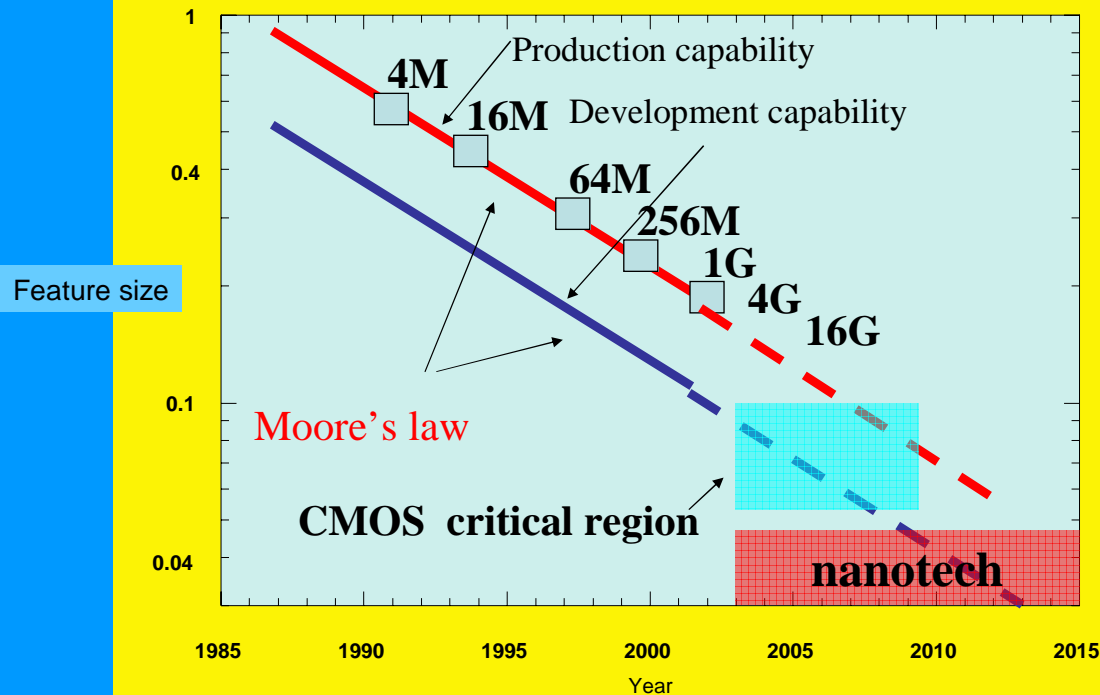 1
Production capability
4M
16M
Development capability
0.4
64M
256M
1G
Feature size
4G
16G
0.1
Moore's law
CMOS critical region
0.04
nanotech
1985 1990 1995 2000 2005 2010 2015
Year